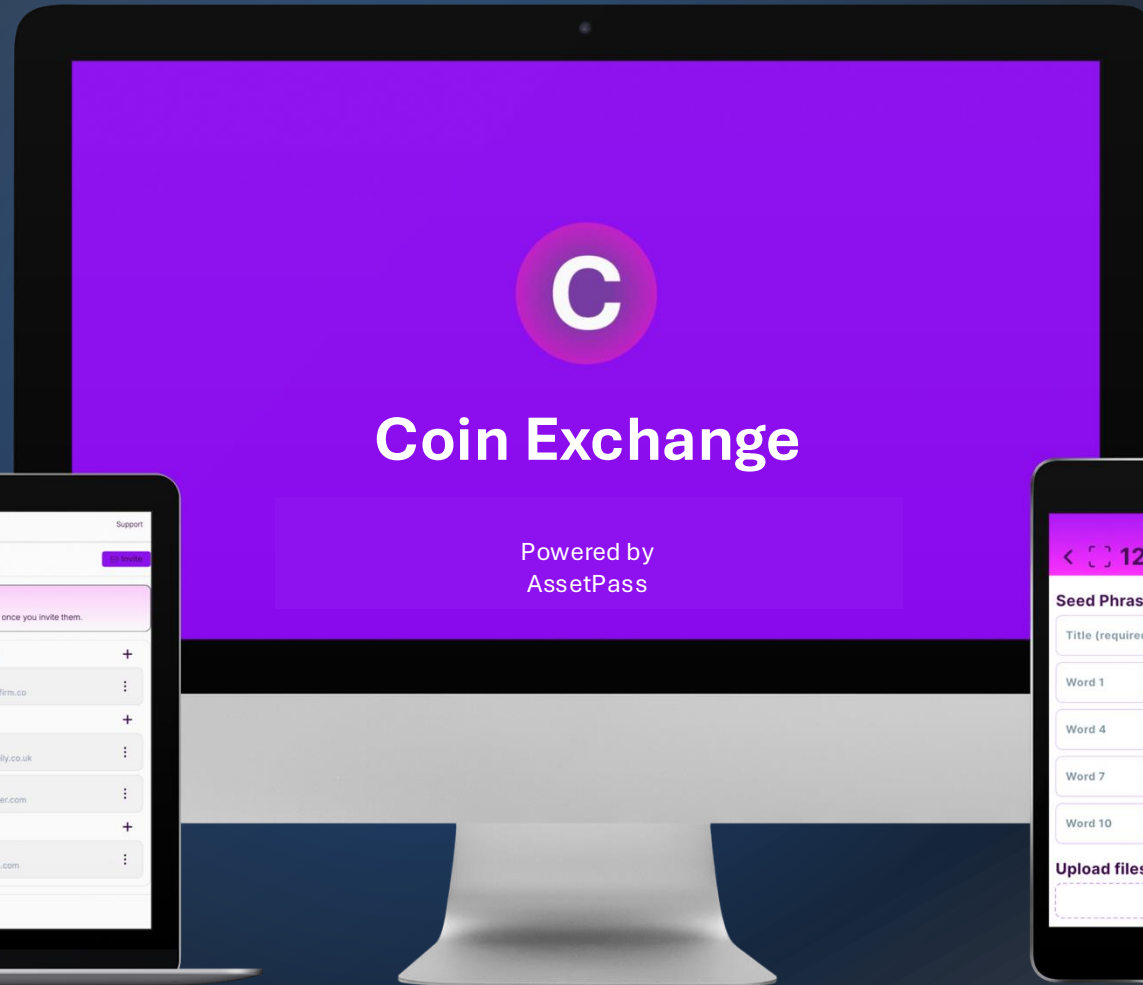 C
Coin Exchange
Powered by
AssetPass
Support
Invite
once you invite them.
+
firm.co
+
ily.co.uk
er.com
+
.com
12
Seed Phras
Title (require
Word 1
Word 4
Word 7
Word 10
Upload files